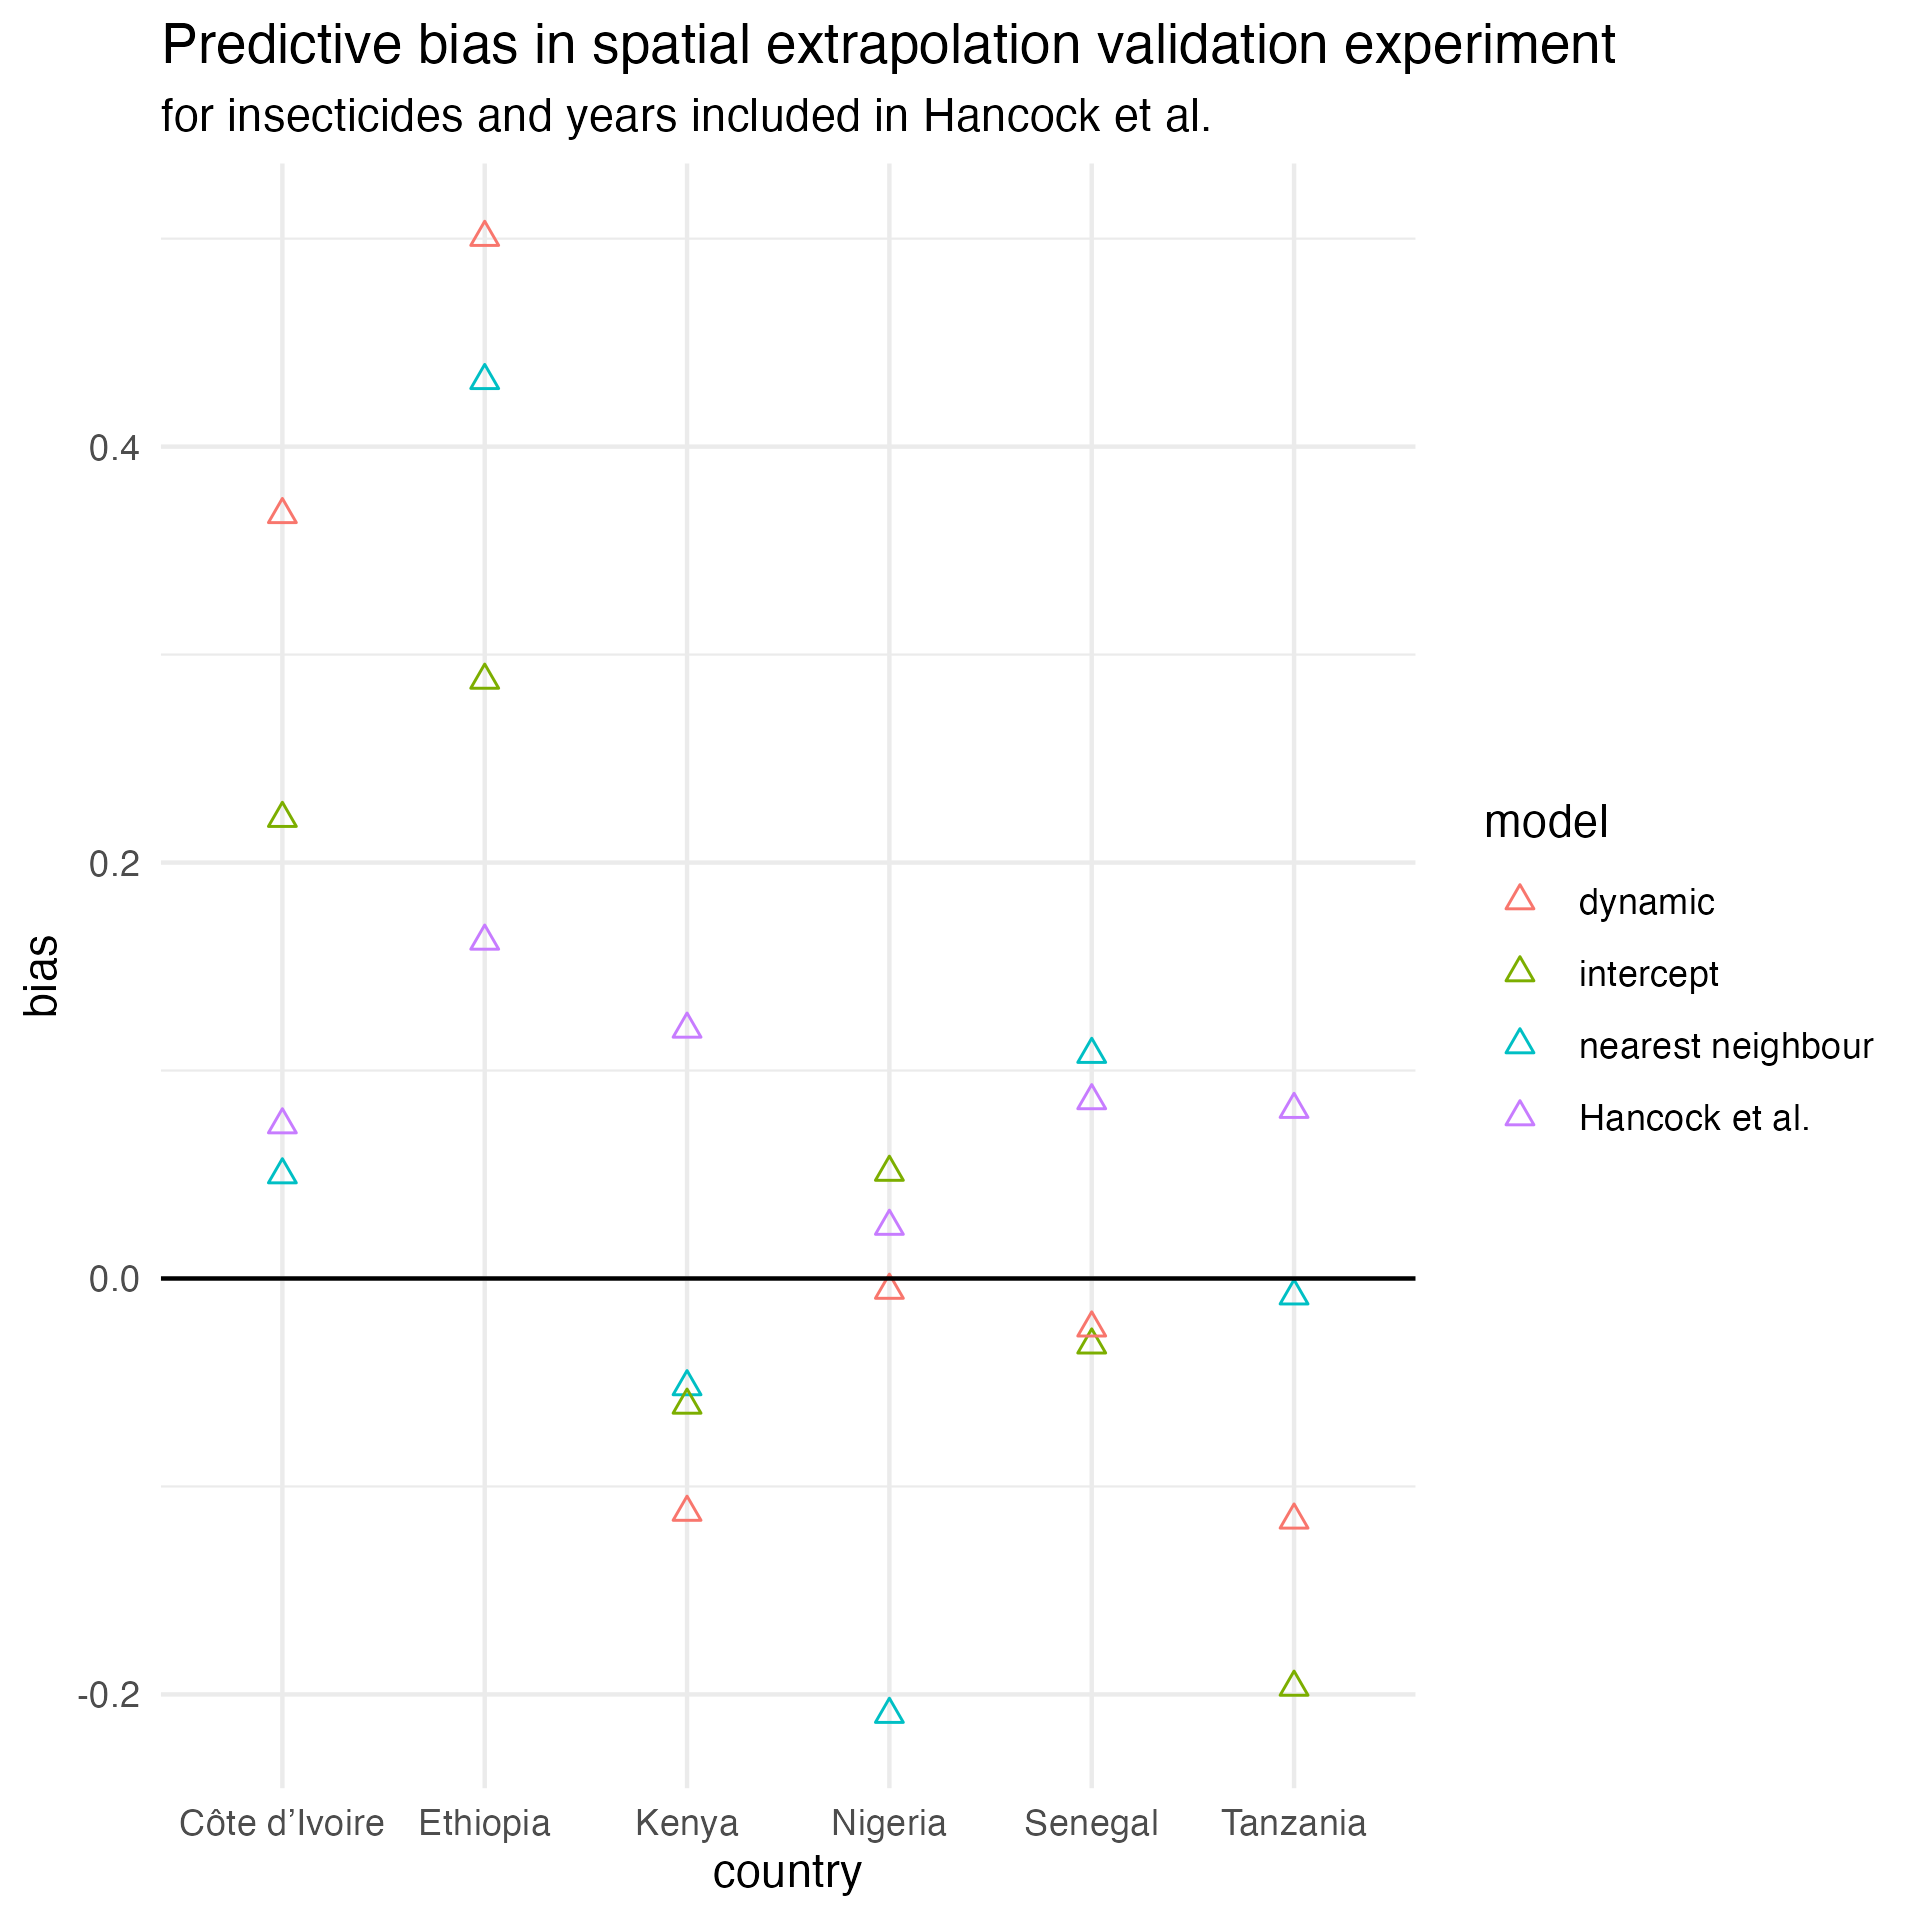 Predictive bias in spatial extrapolation validation experiment
for insecticides and years included in Hancock et al.
0.4
0.2
0.0
-0.2
bias
Côte d’Ivoire
Ethiopia
Kenya
Nigeria
Senegal
Tanzania
country
model
dynamic
intercept
nearest neighbour
Hancock et al.